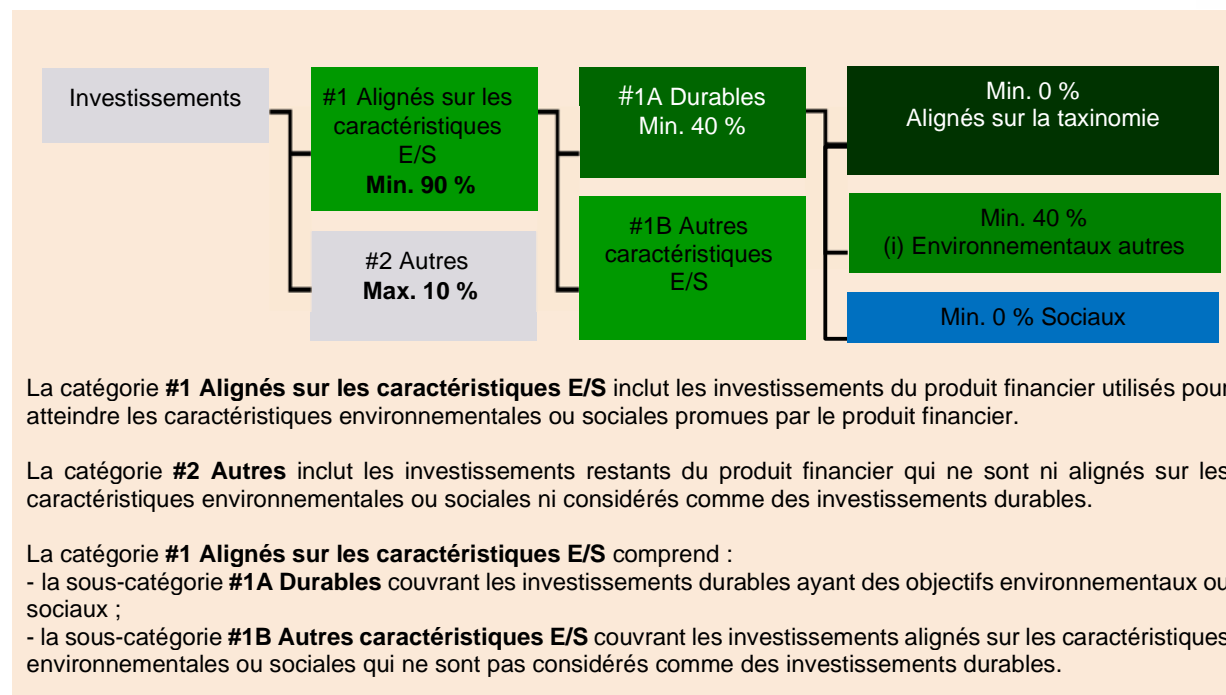 Investissements
#1 Alignés sur les
caractéristiques
E/S
Min. 90 %
#2 Autres
Max. 10 %
#1A Durables
Min. 40 %
#1B Autres
caractéristiques
E/S
Min. 0 %
Alignés sur la taxinomie
Min. 40 %
(i) Environnementaux autres
Min. 0 % Sociaux
La catégorie #1 Alignés sur les caractéristiques E/S inclut les investissements du produit financier utilisés pour
atteindre les caractéristiques environnementales ou sociales promues par le produit financier.
La catégorie #2 Autres inclut les investissements restants du produit financier qui ne sont ni alignés sur les
caractéristiques environnementales ou sociales ni considérés comme des investissements durables.
La catégorie #1 Alignés sur les caractéristiques E/S comprend :
- la sous-catégorie #1A Durables couvrant les investissements durables ayant des objectifs environnementaux ou
sociaux ;
- la sous-catégorie #1B Autres caractéristiques E/S couvrant les investissements alignés sur les caractéristiques
environnementales ou sociales qui ne sont pas considérés comme des investissements durables.